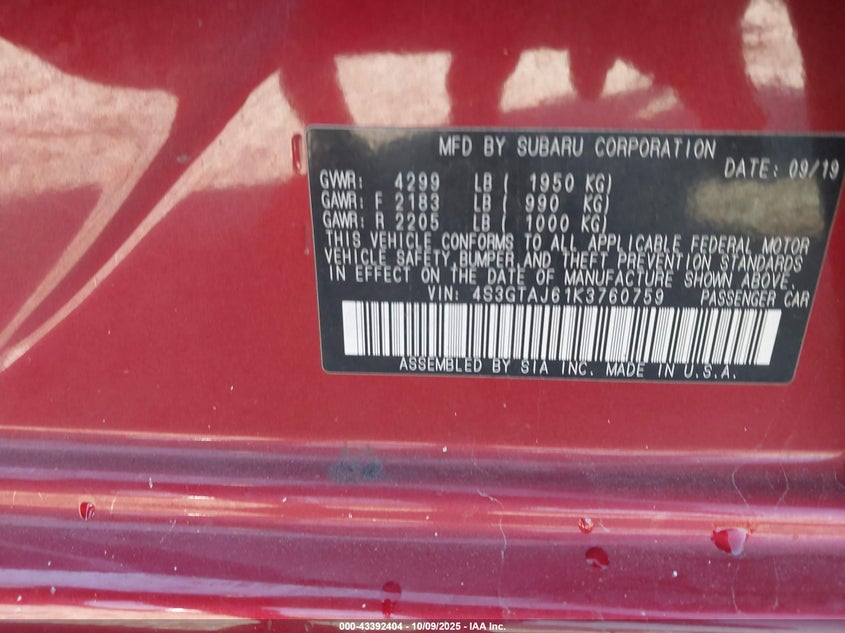 MFD BY SUBARU CORPORATION
DATE: 09/19
GVWR: 4299 LB ( 1950 KG)
GAWR: F 2183 LB ( 990 KG)
GAWR: R 2205 LB ( 1000 KG)
THIS VEHICLE CONFORMS TO ALL APPLICABLE FEDERAL MOTOR
VEHICLE SAFETY,BUMPER,AND THEFT PREVENTION STANDARDS
IN EFFECT ON THE DATE OF MANUFACTURE SHOWN ABOVE.
VIN: 4S3GTAJ61K3760759 PASSENGER CAR
ASSEMBLED BY SIA INC. MADE IN U.S.A.
000-43392404 - 10/09/2025 - IAA Inc.